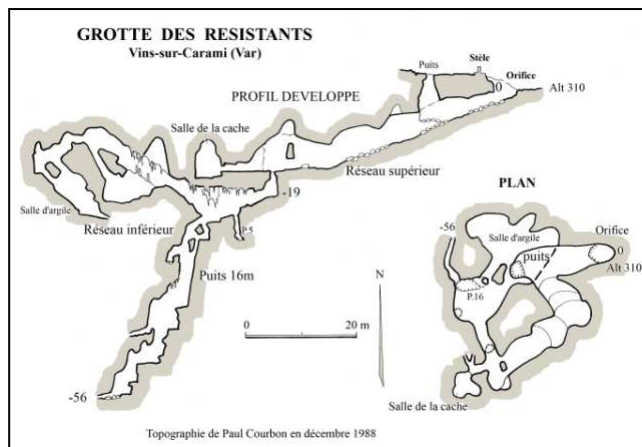 GROTTE DES RESISTANTS
Vins-sur-Carami (Var)
PROFIL DEVELOPPE
Puits
Stèle
Orifice
0
Alt 310
Salle de la cache
Réseau supérieur
-19
Salle d'argile
Réseau inférieur
P.5
Puits 16m
-56
0
20 m
N
PLAN
-56
Salle d'argile
puits
Orifice
0
Alt 310
P.16
Salle de la cache
Topographie de Paul Courbon en décembre 1988